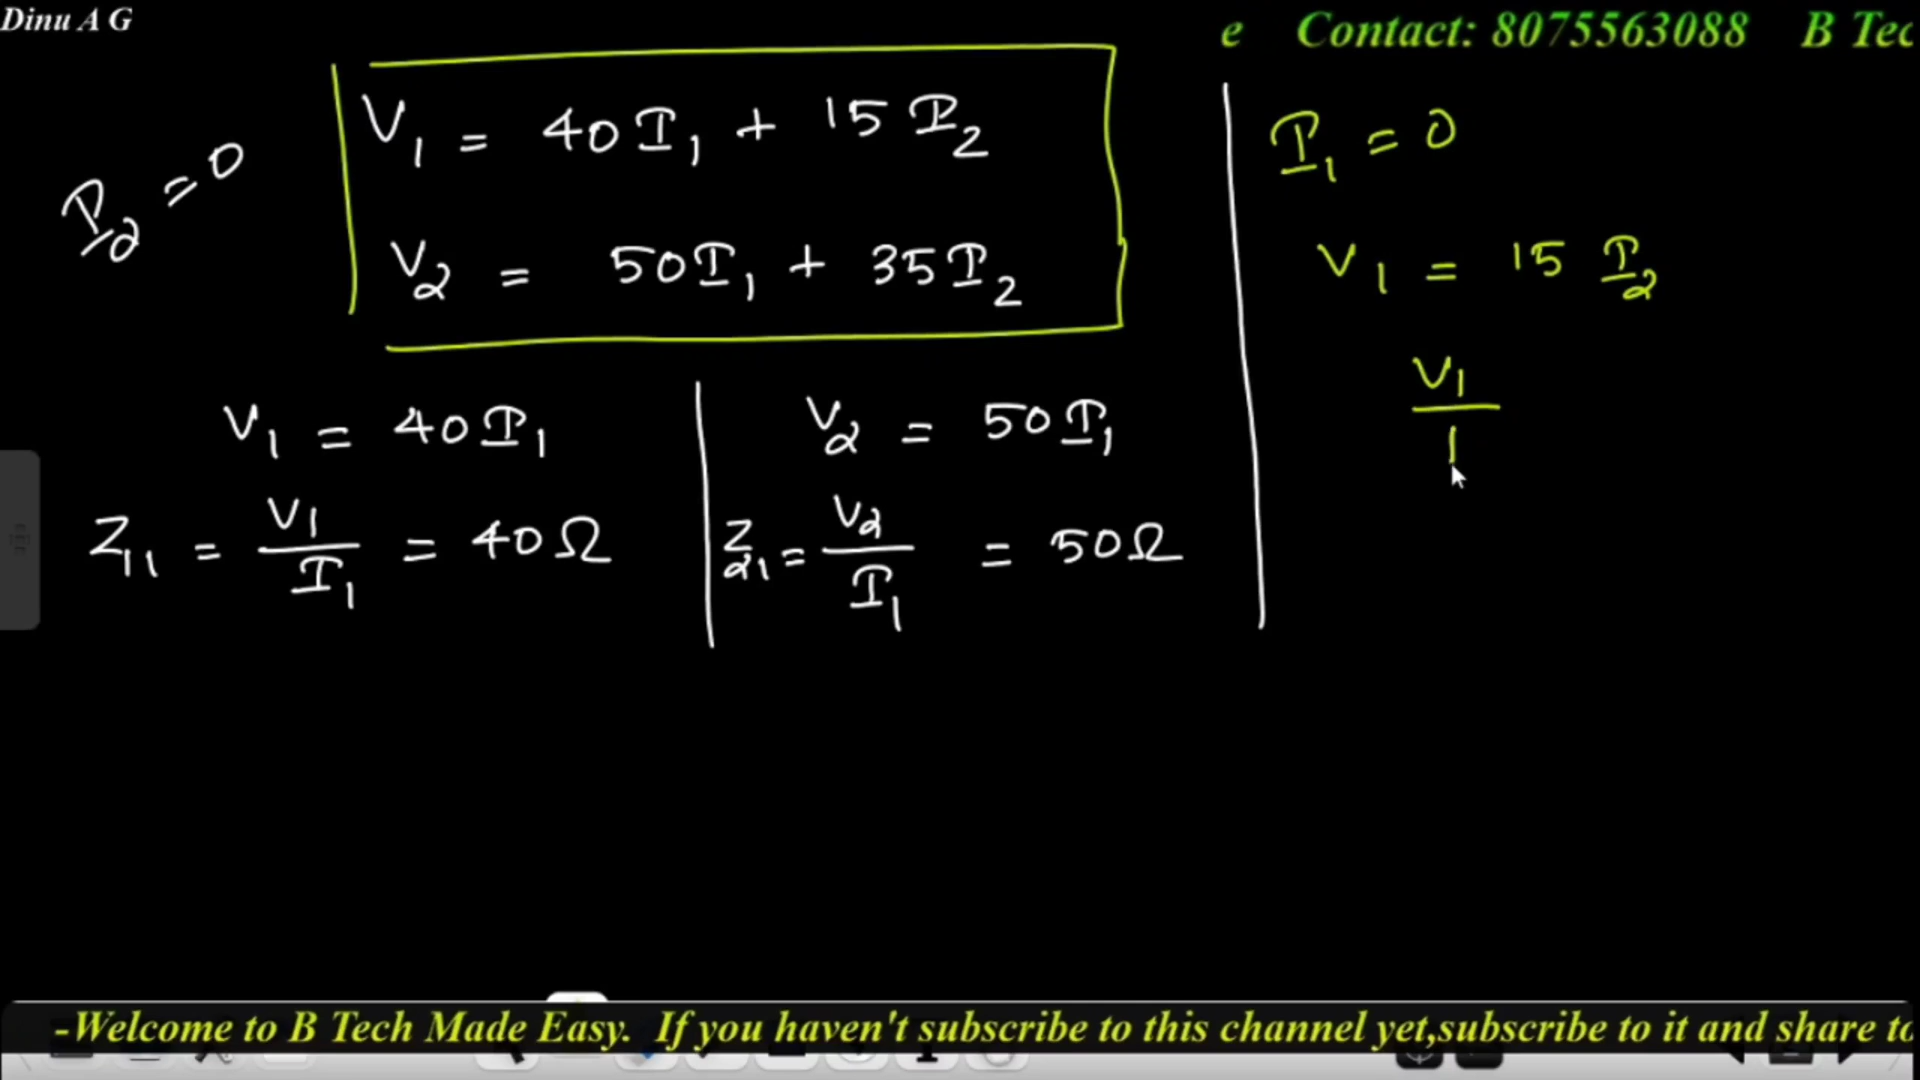 Dinu A G
e Contact: 8075563088 B Tec
I2 = 0
V1 = 40I1 + 15I2
V2 = 50I1 + 35I2
V1 = 40I1
Z11 = V1/I1 = 40Ω
V2 = 50I1
Z21 = V2/I1 = 50Ω
I1 = 0
V1 = 15 I2
V1
-Welcome to B Tech Made Easy. If you haven't subscribe to this channel yet,subscribe to it and share to